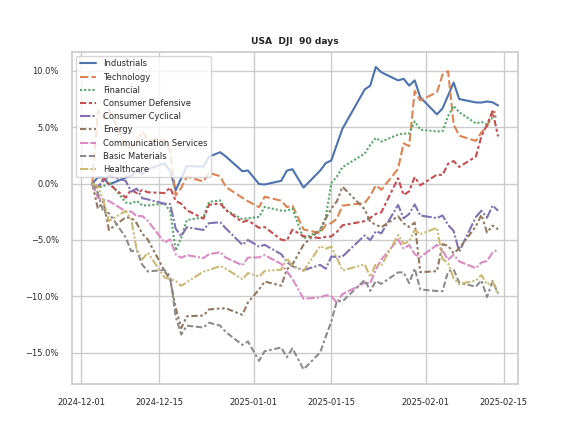 USA DJI 90 days
Industrials
Technology
Financial
Consumer Defensive
Consumer Cyclical
Energy
Communication Services
Basic Materials
Healthcare
10.0%
5.0%
0.0%
−5.0%
−10.0%
−15.0%
2024-12-01 2024-12-15 2025-01-01 2025-01-15 2025-02-01 2025-02-15